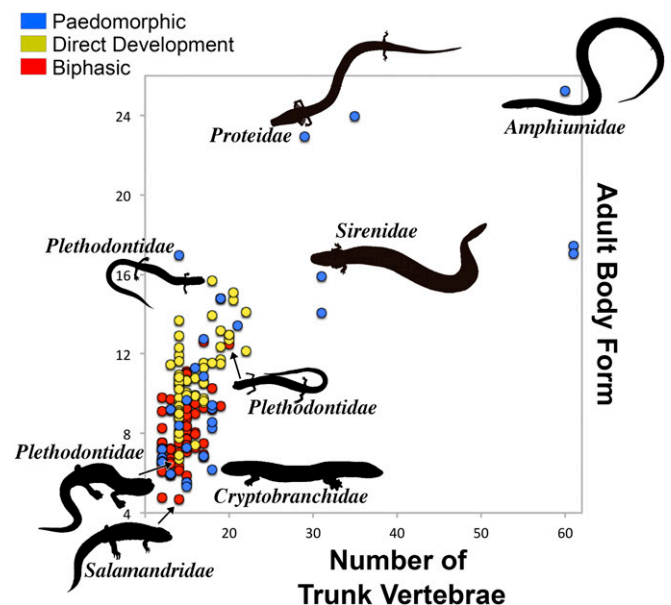 Paedomorphic
Direct Development
Biphasic
Proteidae
Amphiumidae
Plethodontidae
Sirenidae
Plethodontidae
Plethodontidae
Cryptobranchidae
Salamandridae
24
20
16
12
8
4
20
30
40
50
60
Number of
Trunk Vertebrae
Adult Body Form